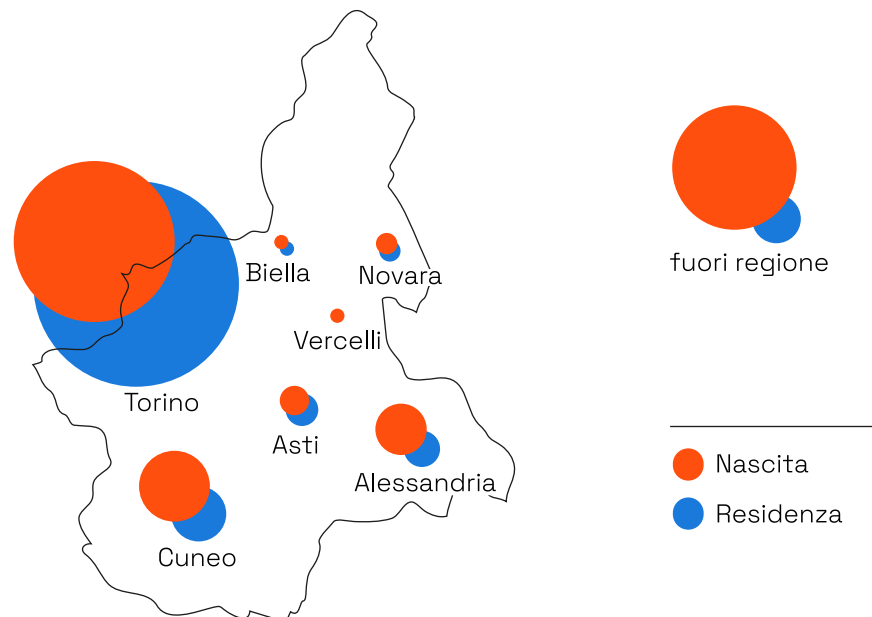 fuori regione
Biella
Novara
Vercelli
Torino
Asti
Alessandria
Cuneo
Nascita
Residenza